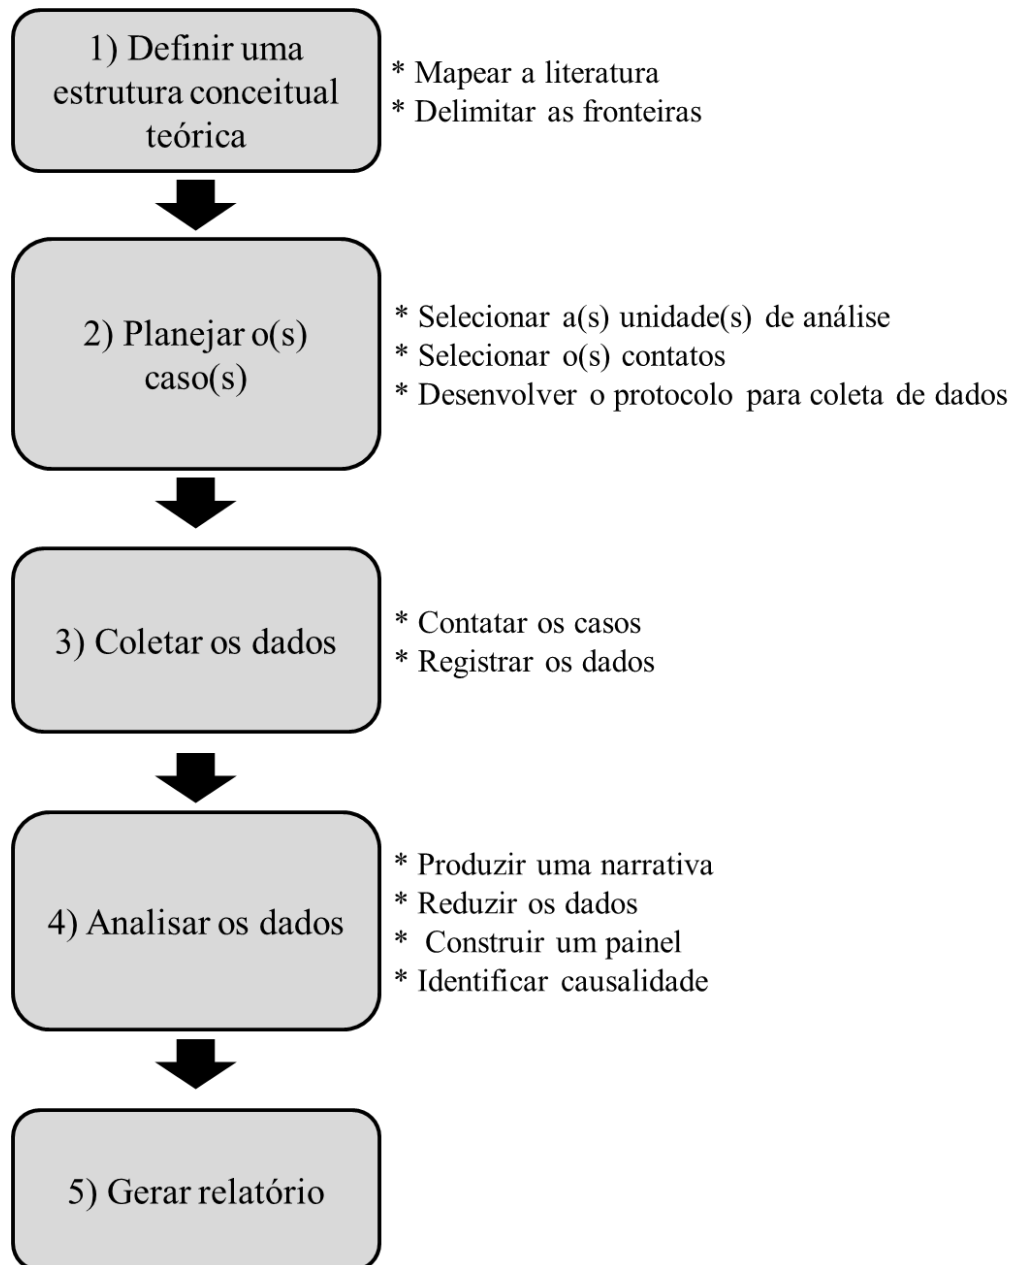 1) Definir uma
estrutura conceitual
teórica
* Mapear a literatura
* Delimitar as fronteiras
2) Planejar o(s)
caso(s)
* Selecionar a(s) unidade(s) de análise
* Selecionar o(s) contatos
* Desenvolver o protocolo para coleta de dados
3) Coletar os dados
* Contatar os casos
* Registrar os dados
4) Analisar os dados
* Produzir uma narrativa
* Reduzir os dados
* Construir um painel
* Identificar causalidade
5) Gerar relatório